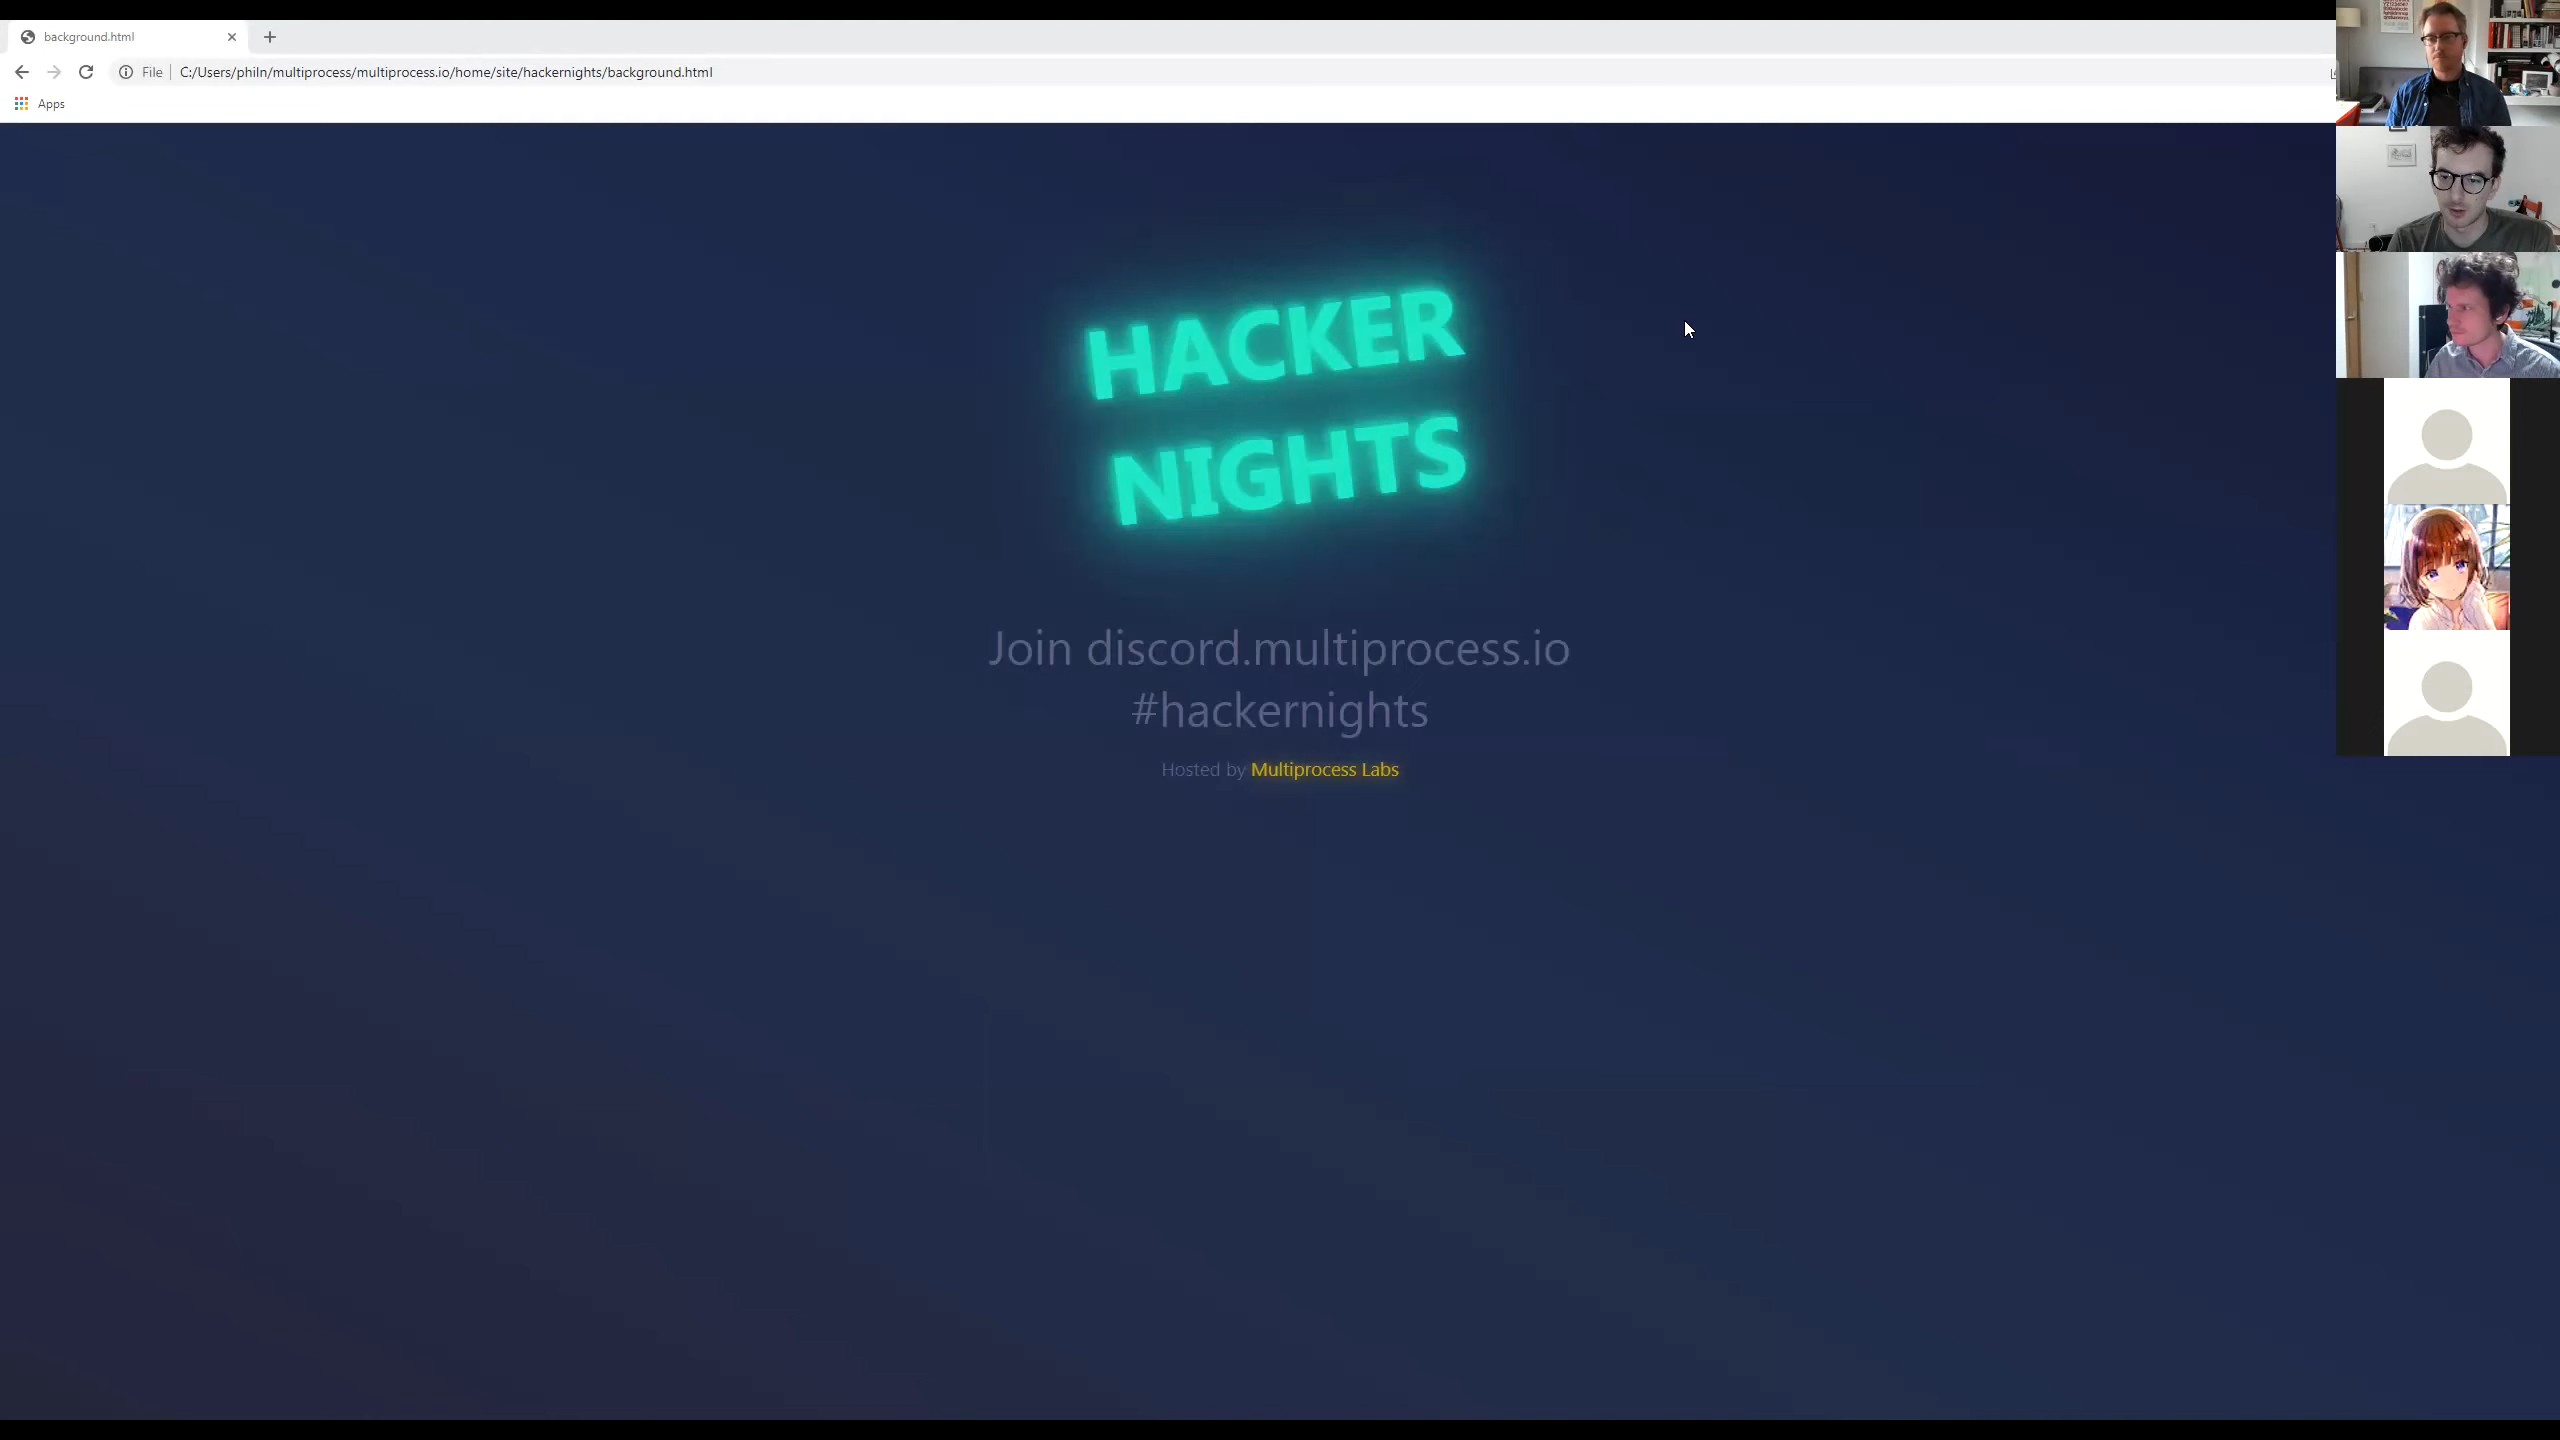 background.html
File
C:/Users/philn/multiprocess/multiprocess.io/home/site/hackernights/background.html
Apps
HACKER
NIGHTS
Join discord.multiprocess.io
#hackernights
Hosted by Multiprocess Labs